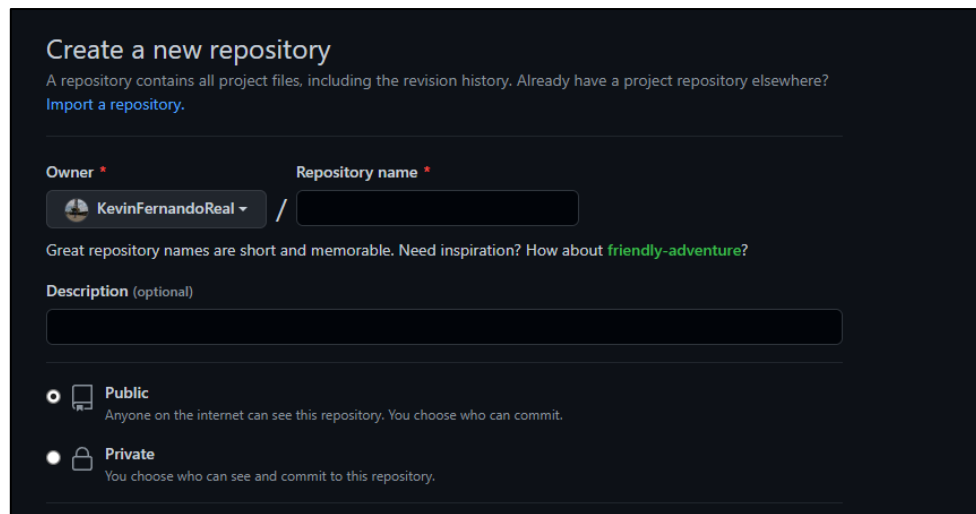 Create a new repository
A repository contains all project files, including the revision history. Already have a project repository elsewhere?
Import a repository.
Owner * Repository name *
KevinFernandoReal /
Great repository names are short and memorable. Need inspiration? How about friendly-adventure?
Description (optional)
Public
Anyone on the internet can see this repository. You choose who can commit.
Private
You choose who can see and commit to this repository.